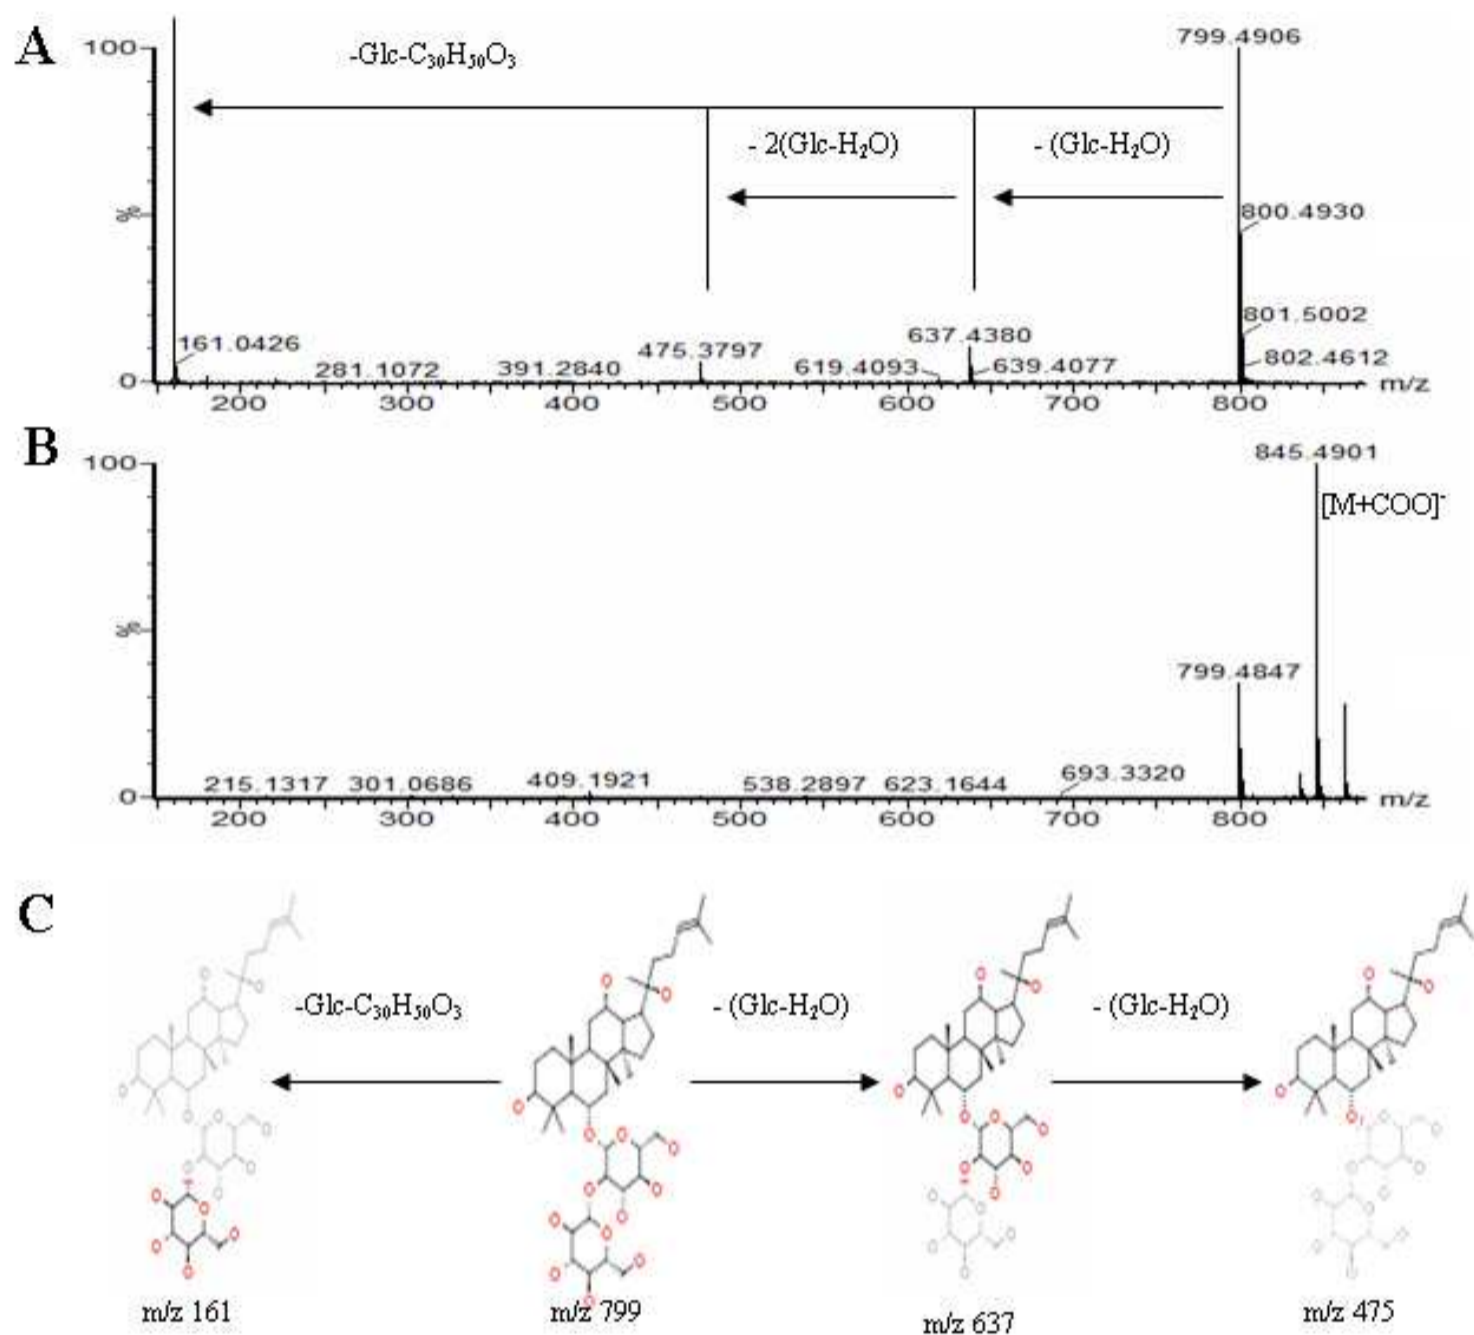 A
100
-Glc-C₃₀H₅₀O₃
799.4906
- 2(Glc-H₂O)
- (Glc-H₂O)
%
800.4930
801.5002
802.4612
161.0426
281.1072
391.2840
475.3797
619.4093
637.4380
639.4077
0
m/z
200
300
400
500
600
700
800
B
100
845.4901
[M+COO]⁻
%
799.4847
215.1317
301.0686
409.1921
538.2897
623.1644
693.3320
0
m/z
200
300
400
500
600
700
800
C
-Glc-C₃₀H₅₀O₃
- (Glc-H₂O)
- (Glc-H₂O)
m/z 161
m/z 799
m/z 637
m/z 475